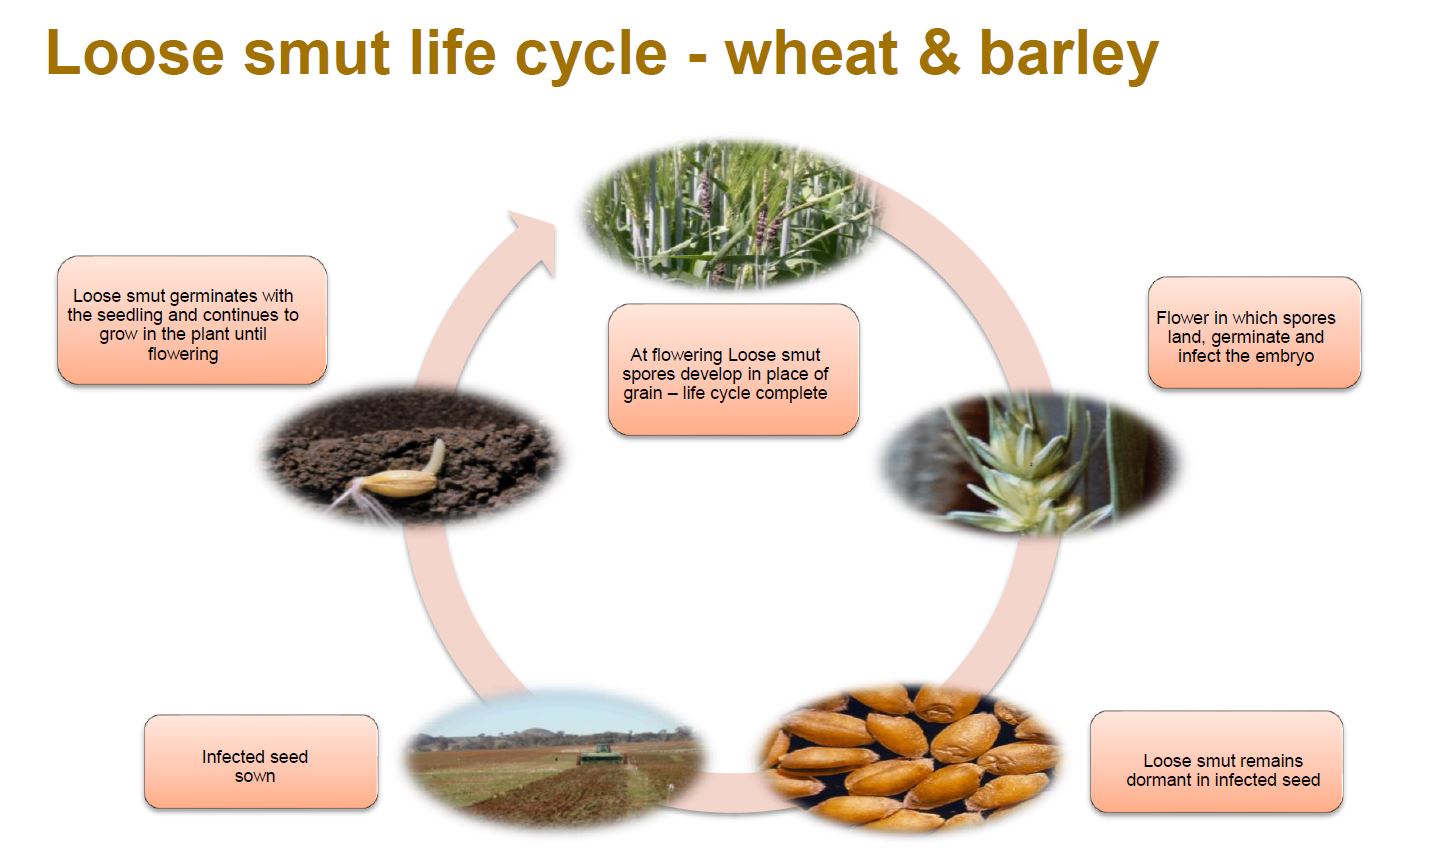 Loose smut life cycle - wheat & barley
Loose smut germinates with
the seedling and continues to
grow in the plant until
flowering
At flowering Loose smut
spores develop in place of
grain – life cycle complete
Flower in which spores
land, germinate and
infect the embryo
Infected seed
sown
Loose smut remains
dormant in infected seed